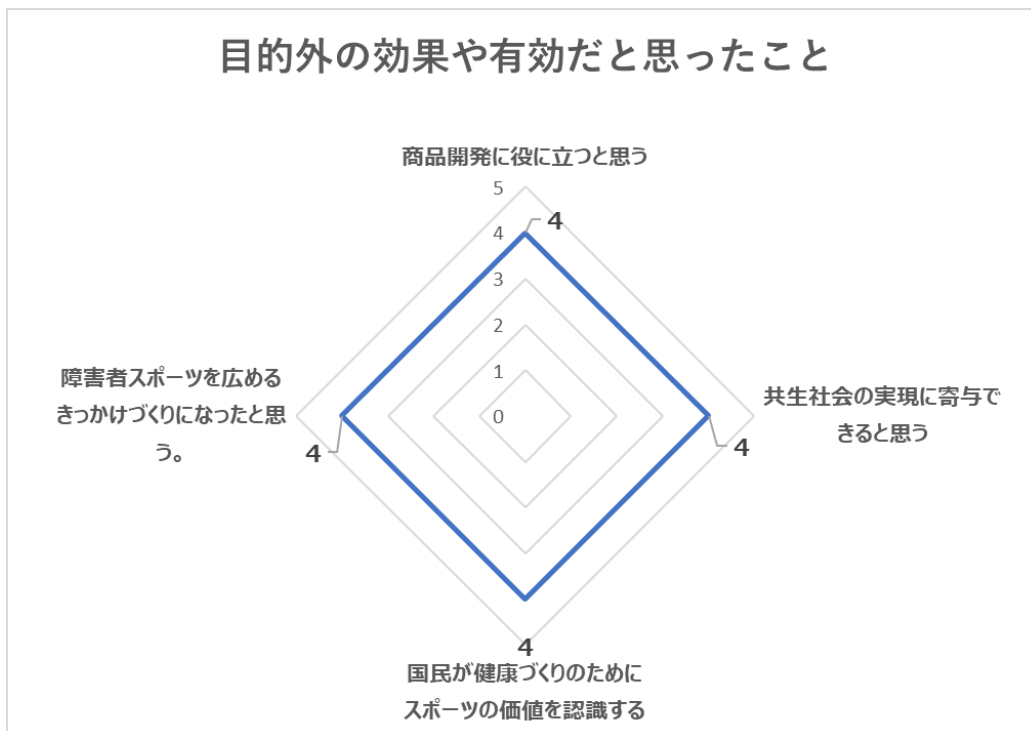 目的外の効果や有効だと思ったこと
商品開発に役に立つと思う
5
4
4
3
2
1
0
障害者スポーツを広める
きっかけづくりになったと思
う。
4
共生社会の実現に寄与で
きると思う
4
4
国民が健康づくりのために
スポーツの価値を認識する